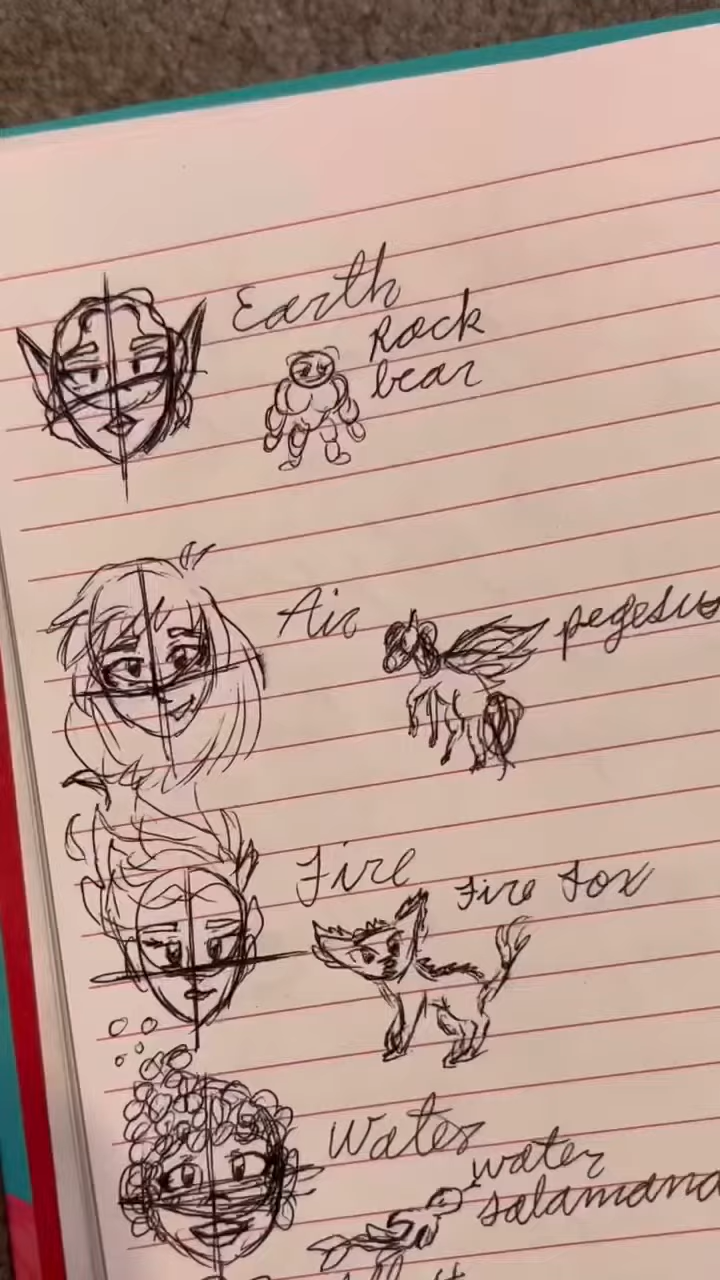 Earth
Rock
bear
Air
pegesus
Fire
Fire Fox
Water
water
salamand